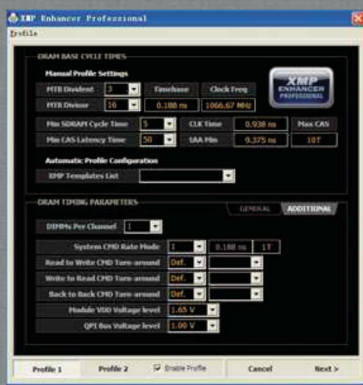 XMP Enhancer Professional
Profile
DRAM BASE CYCLE TIMES
Manual Profile Settings
MTB Divident 3 Timebase Clock Freq
MTB Divisor 16 0.188 ns 1066.67 MHz
XMP
ENHANCER
PROFESSIONAL
Min SDRAM Cycle Time 5 CLK Time 0.938 ns Max CAS
Min CAS Latency Time 50 tAA Min 9.375 ns 10T
Automatic Profile Configuration
XMP Templates List
DRAM TIMING PARAMETERS
GENERAL ADDITIONAL
DIMMs Per Channel 1
System CMD Rate Mode 1 0.188 ns 1T
Read to Write CMD Turn-around Def.
Write to Read CMD Turn-around Def.
Back to Back CMD Turn-around Def.
Module VDD Voltage level 1.65 V
QPI Bus Voltage level 1.00 V
Profile 1 Profile 2 Enable Profile Cancel Next >